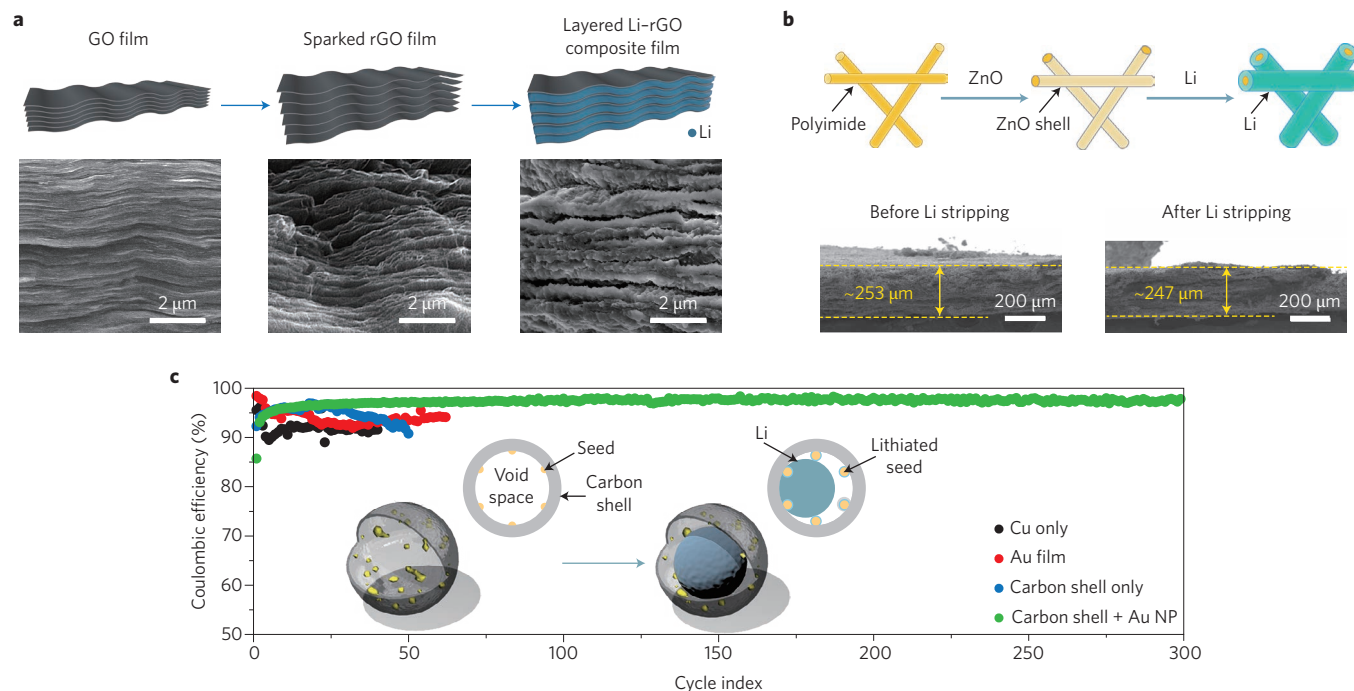 a
GO film
Sparked rGO film
Layered Li–rGO
composite film
Li
2 μm
2 μm
2 μm
b
ZnO
Li
Polyimide
ZnO shell
Li
Before Li stripping
After Li stripping
~253 μm
200 μm
~247 μm
200 μm
c
Coulombic efficiency (%)
100
90
80
70
60
50
0
50
100
150
200
250
300
Cycle index
Seed
Void
space
Carbon
shell
Li
Lithiated
seed
Cu only
Au film
Carbon shell only
Carbon shell + Au NP